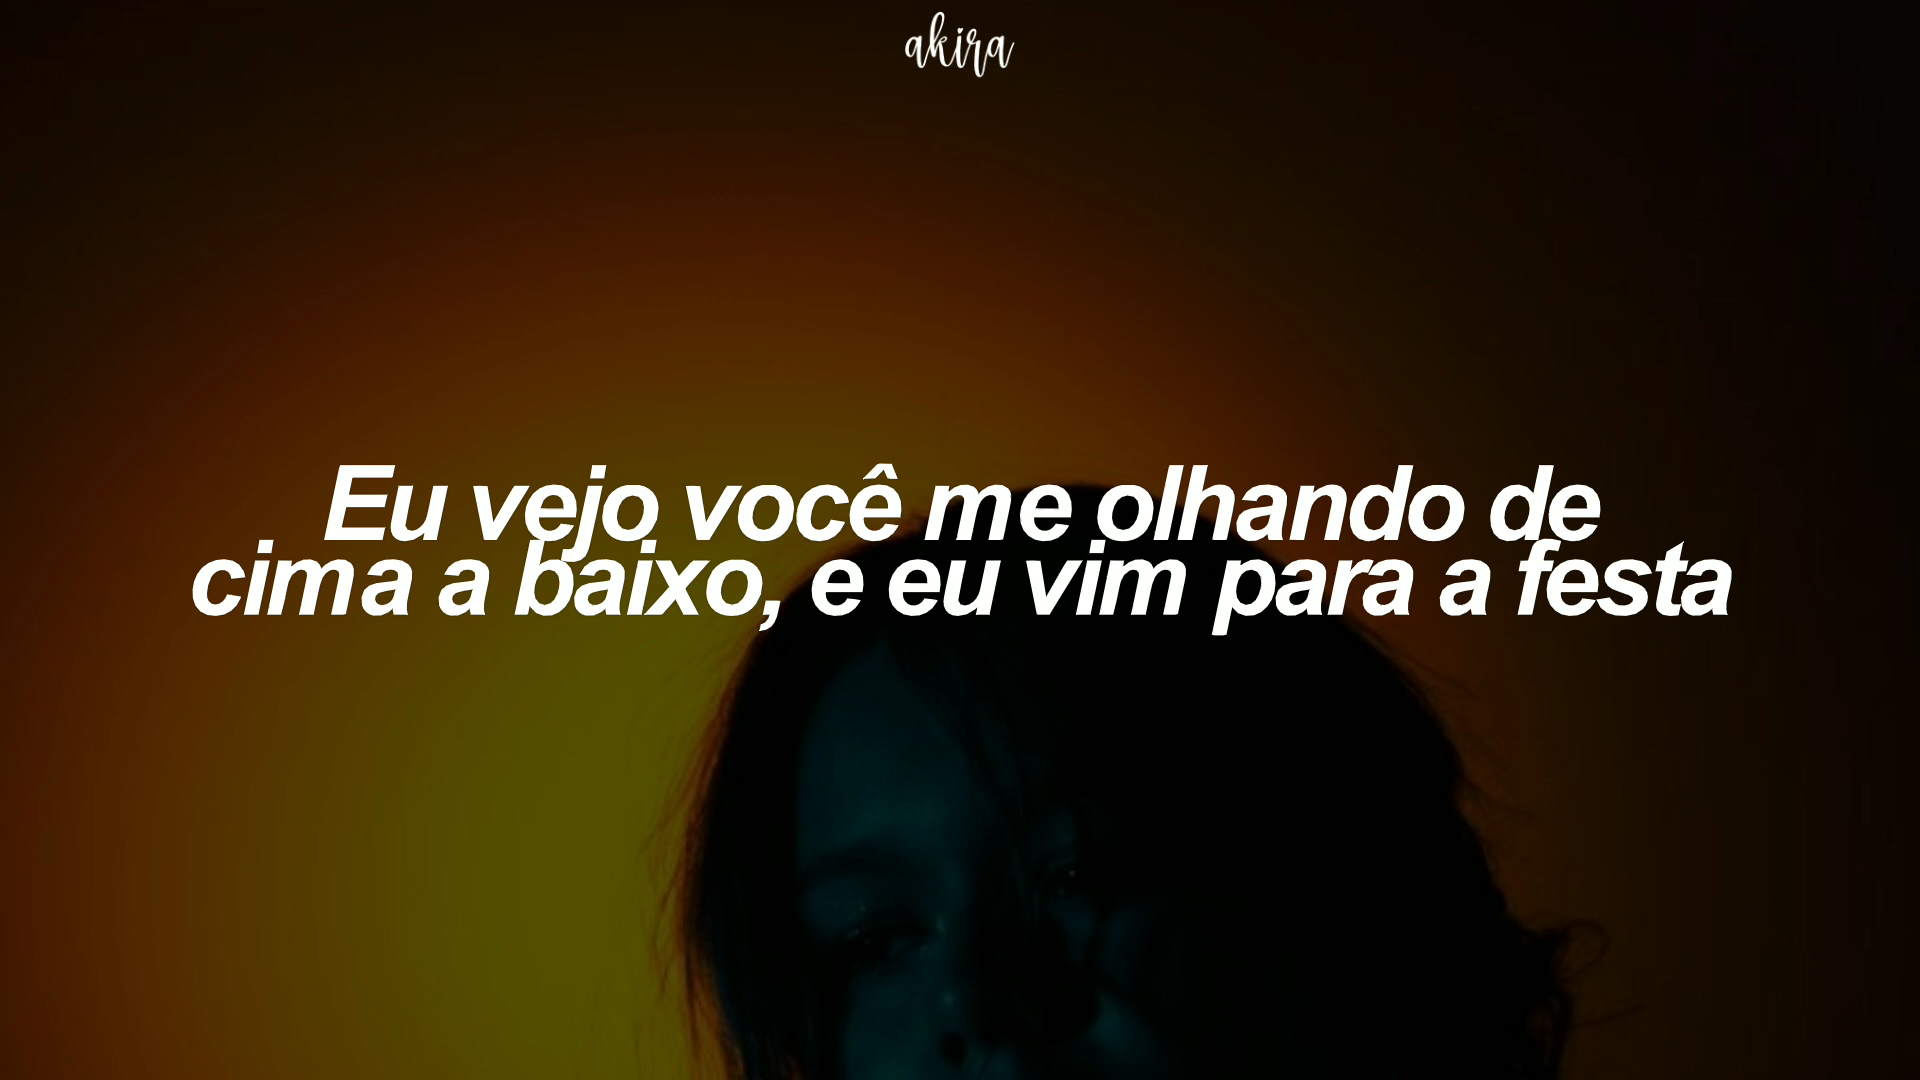 akira
Eu vejo você me olhando de
cima a baixo, e eu vim para a festa